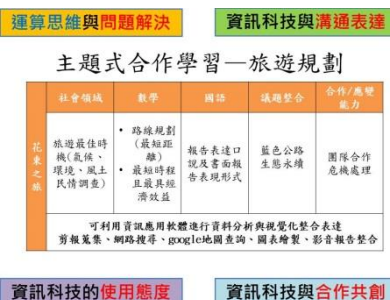 運算思維與問題解決
資訊科技與溝通表達
主題式合作學習—旅遊規劃
社會領域
數學
國語
議題整合
合作/應變
能力
花東之旅
旅遊最佳時
機(氣候、
環境、風土
民情調查)
• 路線規劃
(最短距
離)
• 最短時程
且最具經
濟效益
報告表達口
說及書面報
告表現形式
藍色公路
生態永續
團隊合作
危機處理
可利用資訊應用軟體進行資料分析與視覺化整合表達
剪報蒐集、網路搜尋、google地圖查詢、圖表繪製、影音報告整合
資訊科技的使用態度
資訊科技與合作共創